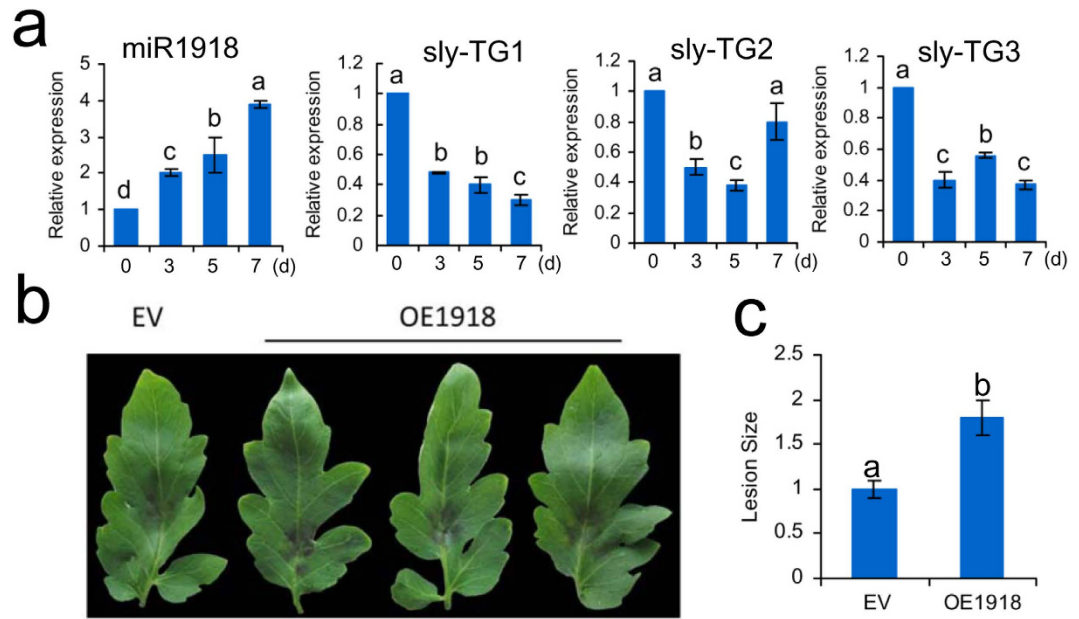 a
miR1918
Relative expression
5
4
3
2
1
0
d
c
b
a
0 3 5 7 (d)
sly-TG1
Relative expression
1.2
1
0.8
0.6
0.4
0.2
0
a
b
b
c
0 3 5 7 (d)
sly-TG2
Relative expression
1.2
1
0.8
0.6
0.4
0.2
0
a
b
c
a
0 3 5 7 (d)
sly-TG3
Relative expression
1.2
1
0.8
0.6
0.4
0.2
0
a
c
b
c
0 3 5 7 (d)
b
EV OE1918
c
Lesion Size
2.5
2
1.5
1
0.5
0
a
b
EV OE1918